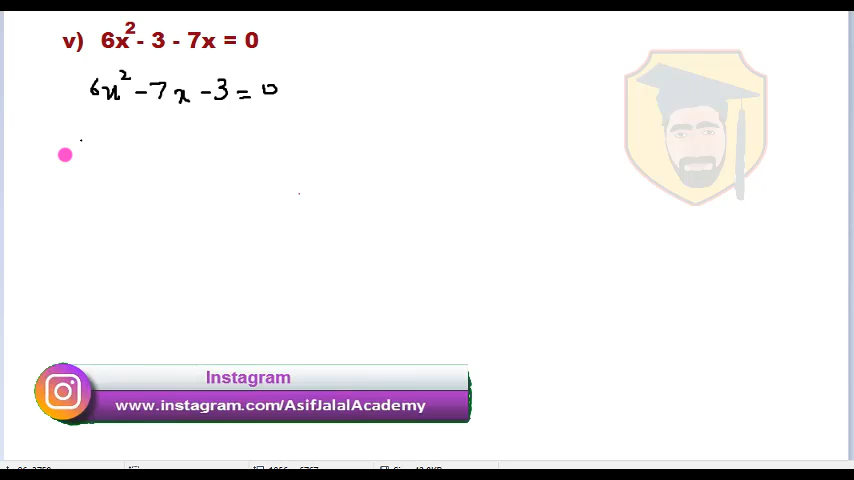 v) 6x² - 3 - 7x = 0
6x² - 7x - 3 = 0
Instagram
www.instagram.com/AsifJalalAcademy